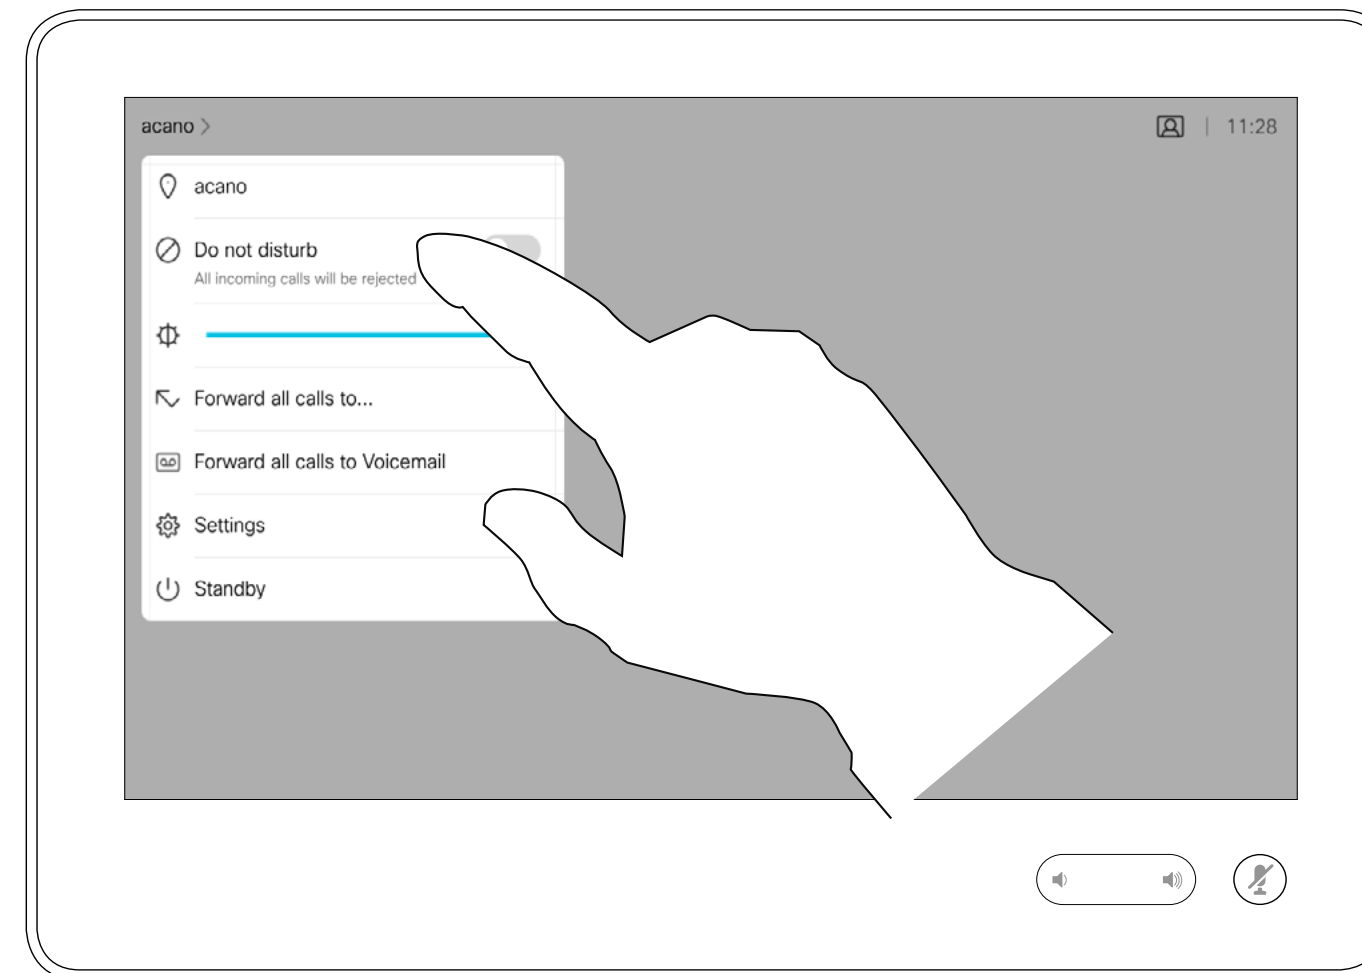 acano
11:28
acano
Do not disturb
All incoming calls will be rejected
Forward all calls to...
Forward all calls to Voicemail
Settings
Standby